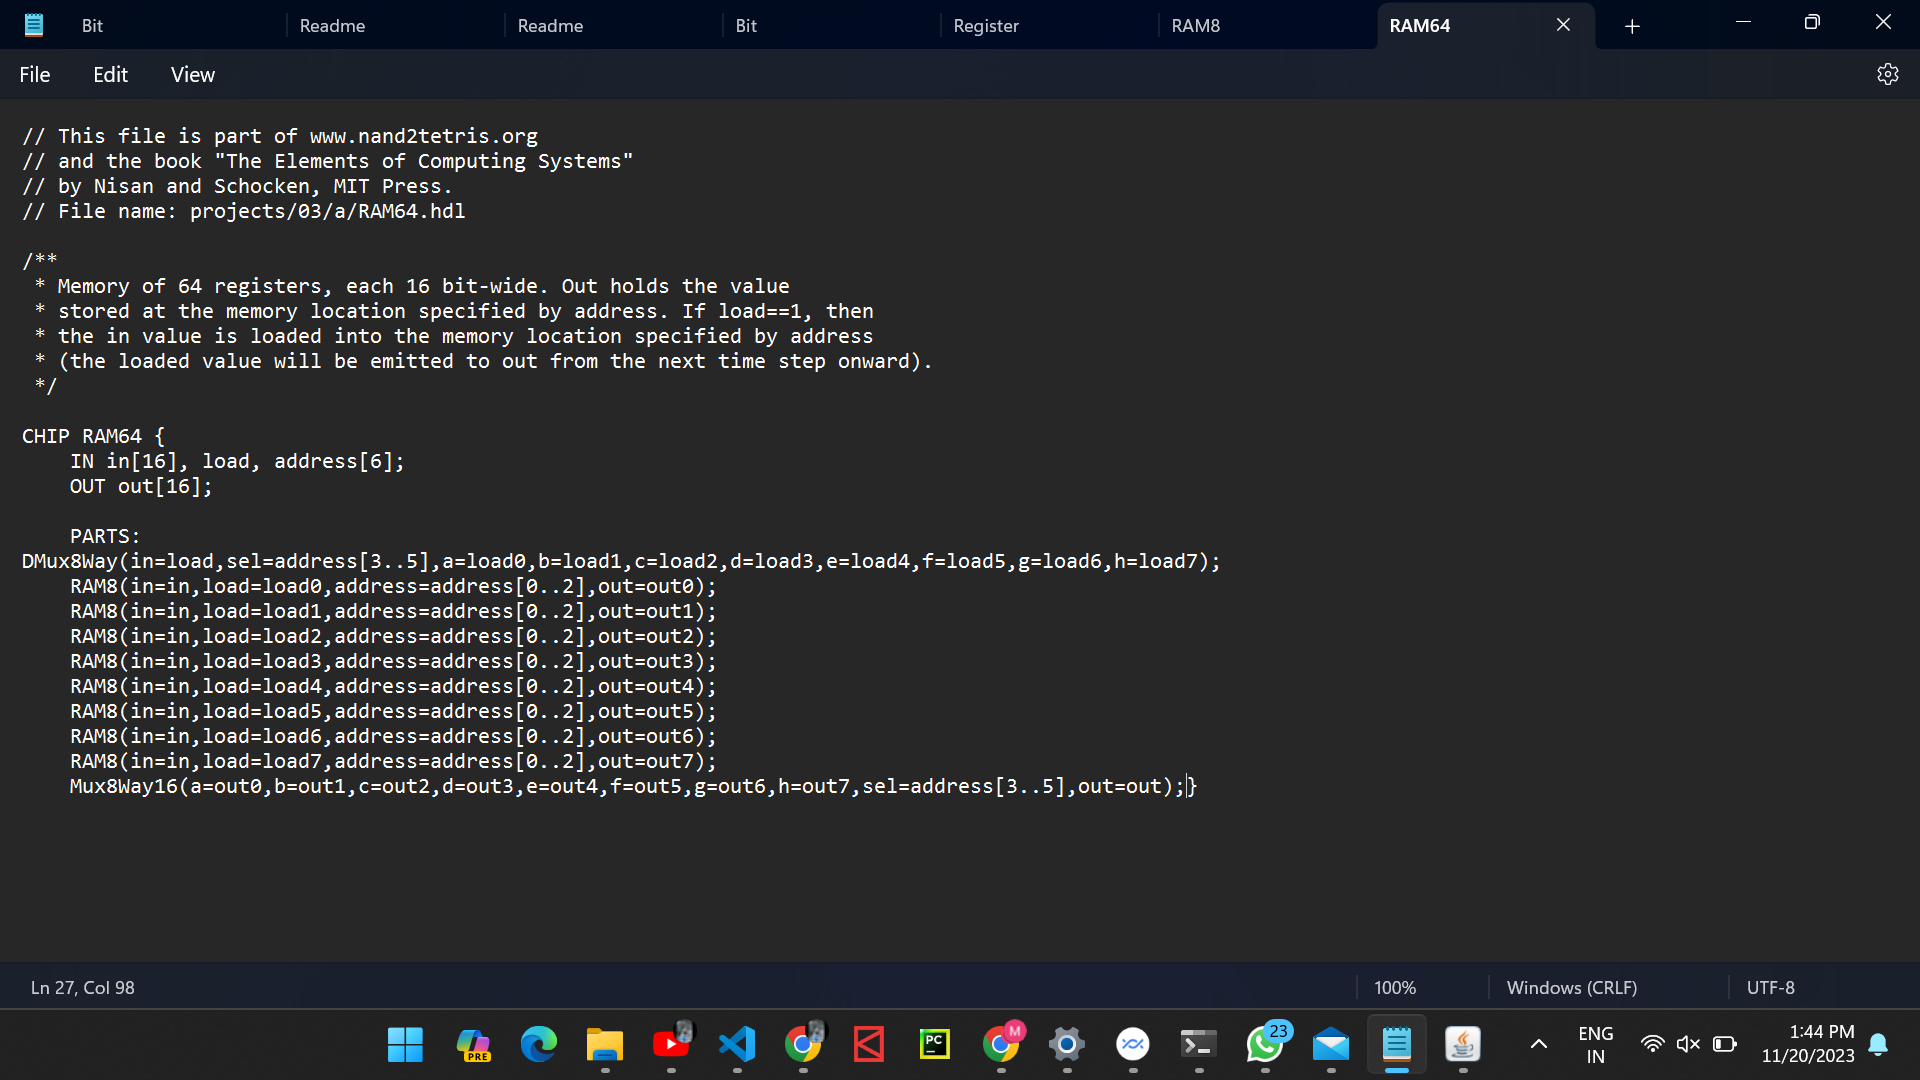 Bit
Readme
Readme
Bit
Register
RAM8
RAM64
File
Edit
View
// This file is part of www.nand2tetris.org
// and the book "The Elements of Computing Systems"
// by Nisan and Schocken, MIT Press.
// File name: projects/03/a/RAM64.hdl
/**
 * Memory of 64 registers, each 16 bit-wide. Out holds the value
 * stored at the memory location specified by address. If load==1, then
 * the in value is loaded into the memory location specified by address
 * (the loaded value will be emitted to out from the next time step onward).
 */
CHIP RAM64 {
    IN in[16], load, address[6];
    OUT out[16];
    PARTS:
DMux8Way(in=load,sel=address[3..5],a=load0,b=load1,c=load2,d=load3,e=load4,f=load5,g=load6,h=load7);
    RAM8(in=in,load=load0,address=address[0..2],out=out0);
    RAM8(in=in,load=load1,address=address[0..2],out=out1);
    RAM8(in=in,load=load2,address=address[0..2],out=out2);
    RAM8(in=in,load=load3,address=address[0..2],out=out3);
    RAM8(in=in,load=load4,address=address[0..2],out=out4);
    RAM8(in=in,load=load5,address=address[0..2],out=out5);
    RAM8(in=in,load=load6,address=address[0..2],out=out6);
    RAM8(in=in,load=load7,address=address[0..2],out=out7);
    Mux8Way16(a=out0,b=out1,c=out2,d=out3,e=out4,f=out5,g=out6,h=out7,sel=address[3..5],out=out);}
Ln 27, Col 98
100%
Windows (CRLF)
UTF-8
PRE
PC
M
23
ENG
IN
1:44 PM
11/20/2023